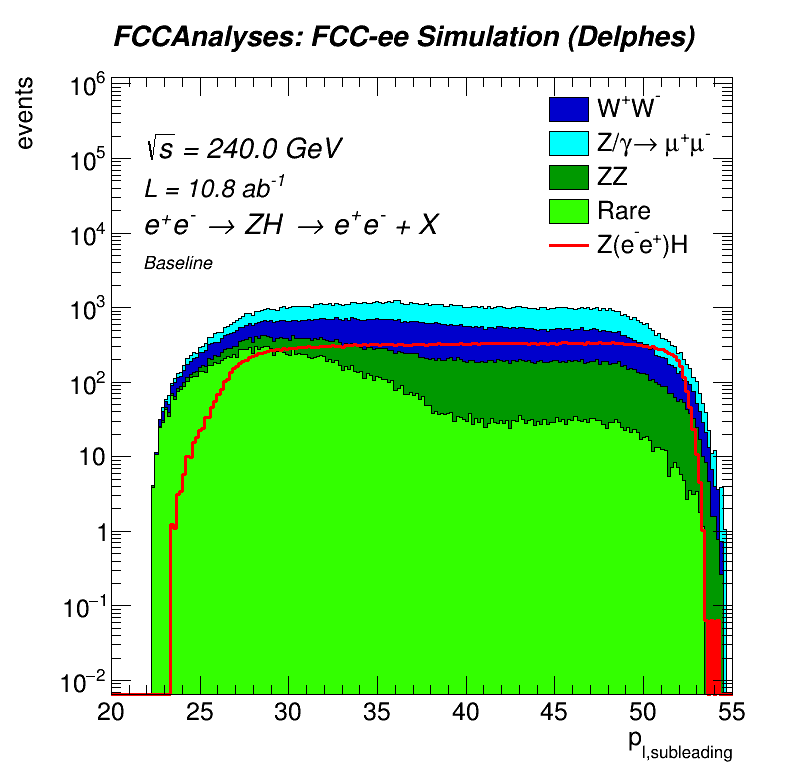 FCCAnalyses: FCC-ee Simulation (Delphes)
events
10⁶
10⁵
10⁴
10³
10²
10
1
10⁻¹
10⁻²
√s = 240.0 GeV
L = 10.8 ab⁻¹
e⁺e⁻ → ZH → e⁺e⁻ + X
Baseline
W⁺W⁻
Z/γ→ μ⁺μ⁻
ZZ
Rare
Z(e⁻e⁺)H
20 25 30 35 40 45 50 55
p_l,subleading